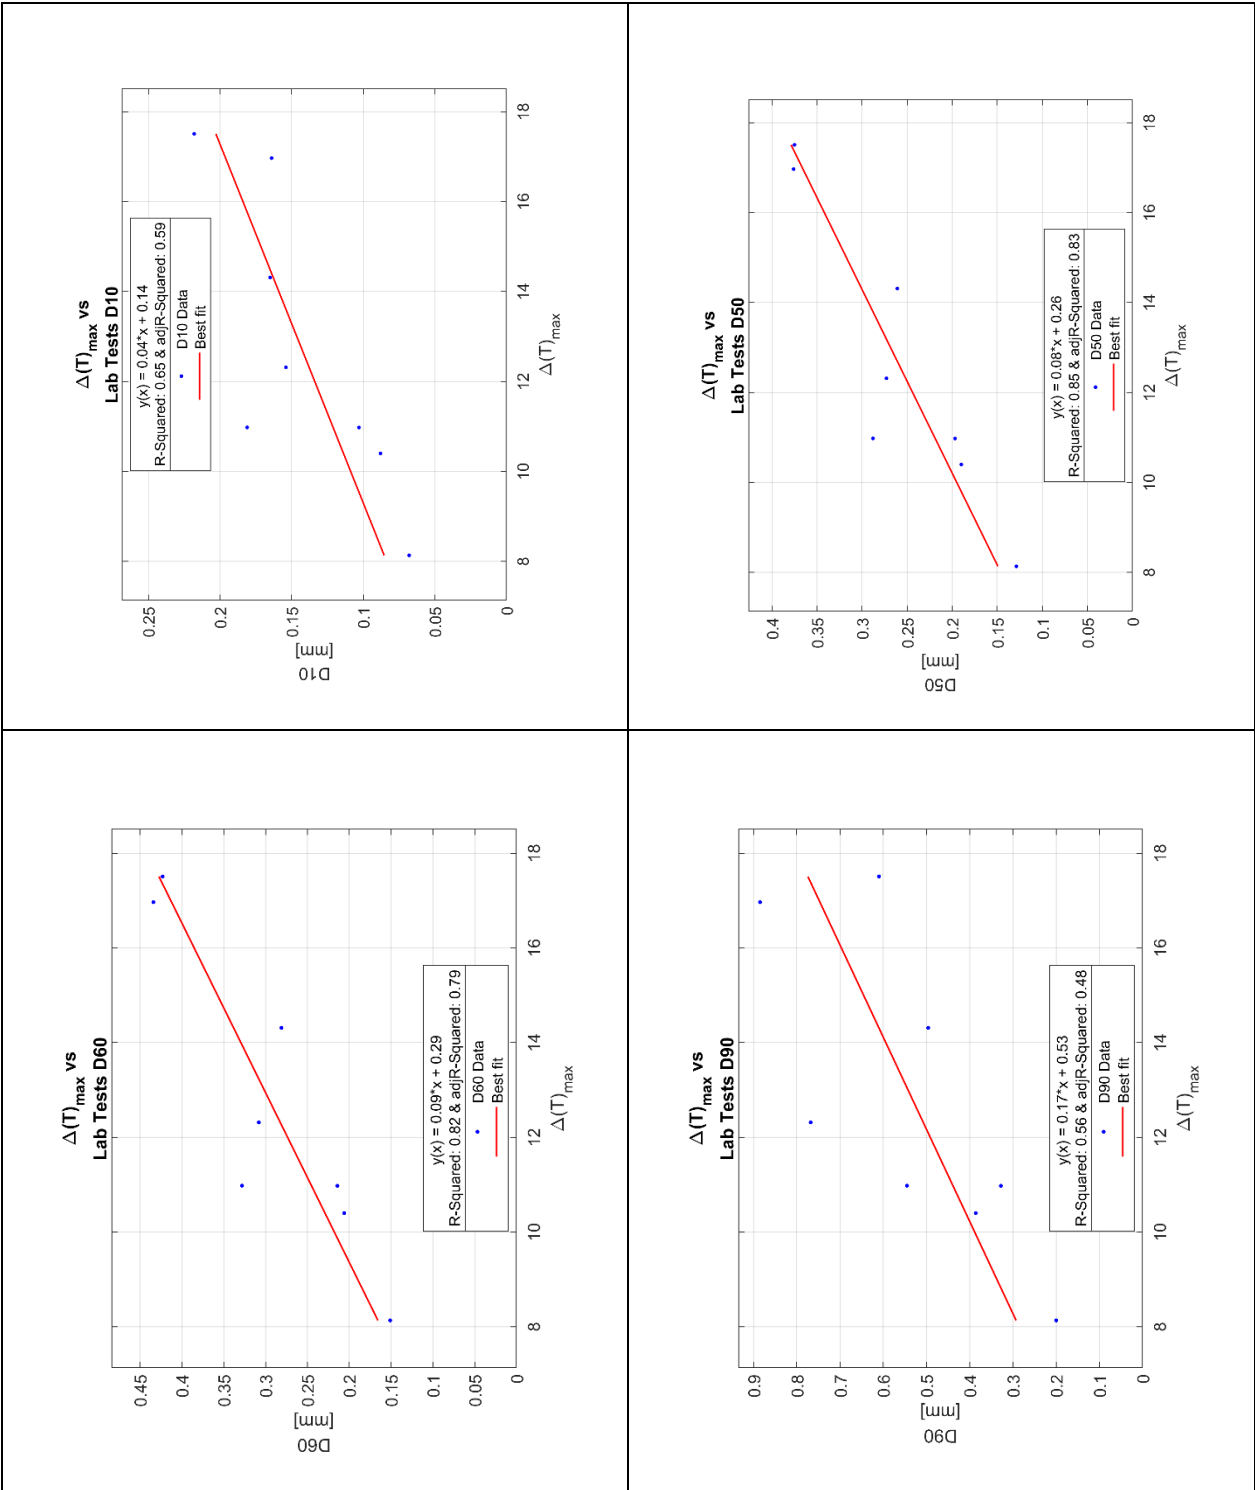 Δ(T)max vs
Lab Tests D10
y(x) = 0.04*x + 0.14
R-Squared: 0.65 & adjR-Squared: 0.59
D10 Data
Best fit
0.25
0.2
0.15
0.1
0.05
0
D10
[mm]
8
10
12
14
16
18
Δ(T)max
Δ(T)max vs
Lab Tests D50
y(x) = 0.08*x + 0.26
R-Squared: 0.85 & adjR-Squared: 0.83
D50 Data
Best fit
0.4
0.35
0.3
0.25
0.2
0.15
0.1
0.05
0
D50
[mm]
8
10
12
14
16
18
Δ(T)max
Δ(T)max vs
Lab Tests D60
y(x) = 0.09*x + 0.29
R-Squared: 0.82 & adjR-Squared: 0.79
D60 Data
Best fit
0.45
0.4
0.35
0.3
0.25
0.2
0.15
0.1
0.05
0
D60
[mm]
8
10
12
14
16
18
Δ(T)max
Δ(T)max vs
Lab Tests D90
y(x) = 0.17*x + 0.53
R-Squared: 0.56 & adjR-Squared: 0.48
D90 Data
Best fit
0.9
0.8
0.7
0.6
0.5
0.4
0.3
0.2
0.1
0
D90
[mm]
8
10
12
14
16
18
Δ(T)max